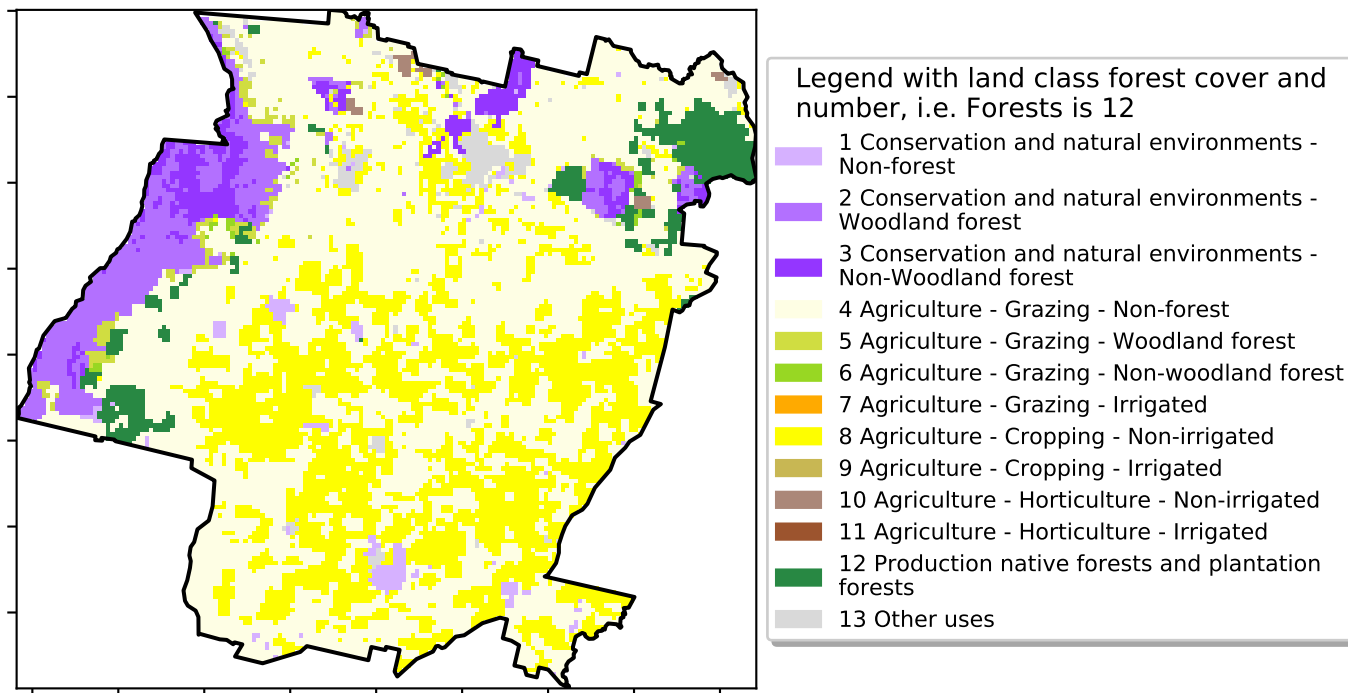 Legend with land class forest cover and
number, i.e. Forests is 12
1 Conservation and natural environments -
Non-forest
2 Conservation and natural environments -
Woodland forest
3 Conservation and natural environments -
Non-Woodland forest
4 Agriculture - Grazing - Non-forest
5 Agriculture - Grazing - Woodland forest
6 Agriculture - Grazing - Non-woodland forest
7 Agriculture - Grazing - Irrigated
8 Agriculture - Cropping - Non-irrigated
9 Agriculture - Cropping - Irrigated
10 Agriculture - Horticulture - Non-irrigated
11 Agriculture - Horticulture - Irrigated
12 Production native forests and plantation
forests
13 Other uses